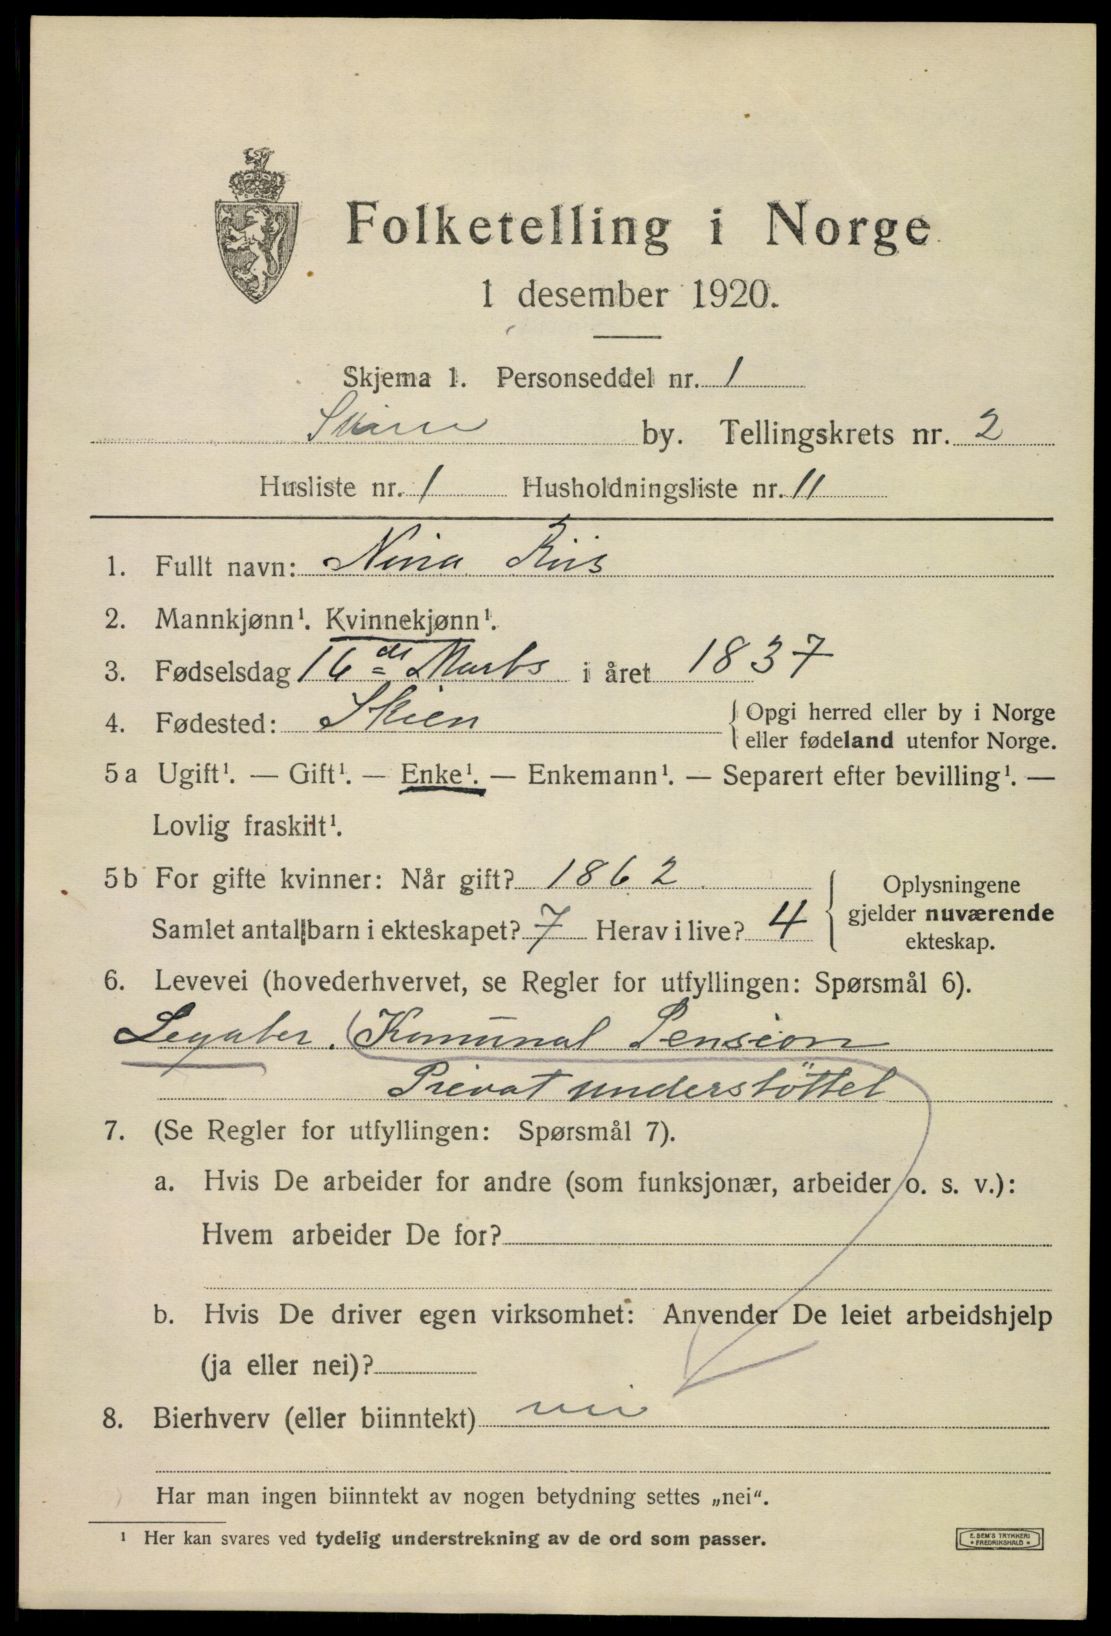 Folketelling i Norge
1 desember 1920.
Skjema 1. Personseddel nr. 1
Skien by. Tellingskrets nr. 2
Husliste nr. 1 Husholdningsliste nr. 11
1. Fullt navn: Nina Riis
2. Mannkjønn¹. Kvinnekjønn¹.
3. Fødselsdag 16de Marts i året 1837
4. Fødested: Skien { Opgi herred eller by i Norge
eller fødeland utenfor Norge.
5a Ugift¹. — Gift¹. — Enke¹. — Enkemann¹. — Separert efter bevilling¹. —
Lovlig fraskilt¹.
5b For gifte kvinner: Når gift? 1862
Samlet antall barn i ekteskapet? 7 Herav i live? 4
{ Oplysningene
gjelder nuværende
ekteskap.
6. Levevei (hovederhvervet, se Regler for utfyllingen: Spørsmål 6).
Legater. (Komunal Pension
Privat understöttet
7. (Se Regler for utfyllingen: Spørsmål 7).
a. Hvis De arbeider for andre (som funksjonær, arbeider o. s. v.):
Hvem arbeider De for?
b. Hvis De driver egen virksomhet: Anvender De leiet arbeidshjelp
(ja eller nei)?
8. Bierhverv (eller biinntekt) nei
Har man ingen biinntekt av nogen betydning settes „nei“.
¹ Her kan svares ved tydelig understrekning av de ord som passer.
E. SEM'S TRYKKERI
* FREDRIKSHALD *